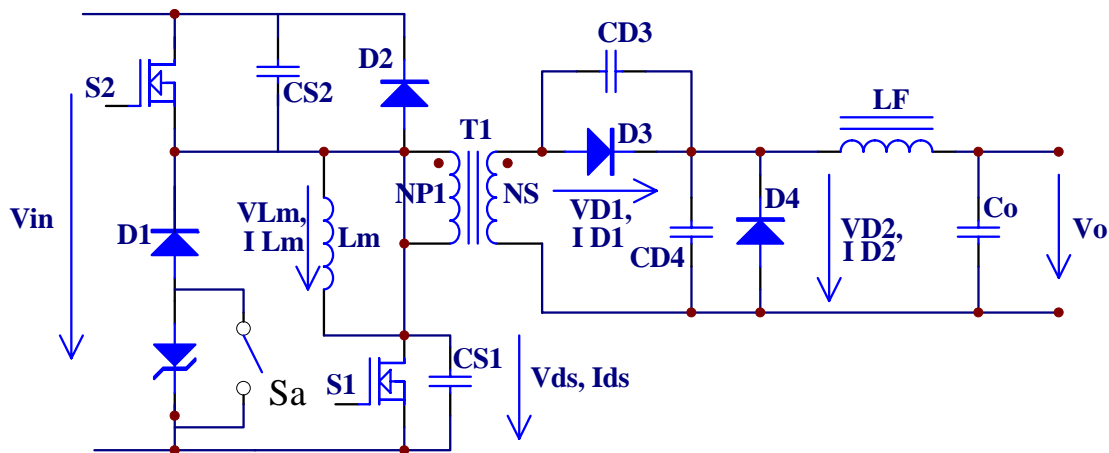 CD3
D2
S2
CS2
LF
T1
D3
NP1
NS
D4
Vin
VLm,
I Lm
Lm
D1
VD1,
I D1
CD4
VD2,
I D2
Co
Vo
CS1
S1
Sa
Vds, Ids